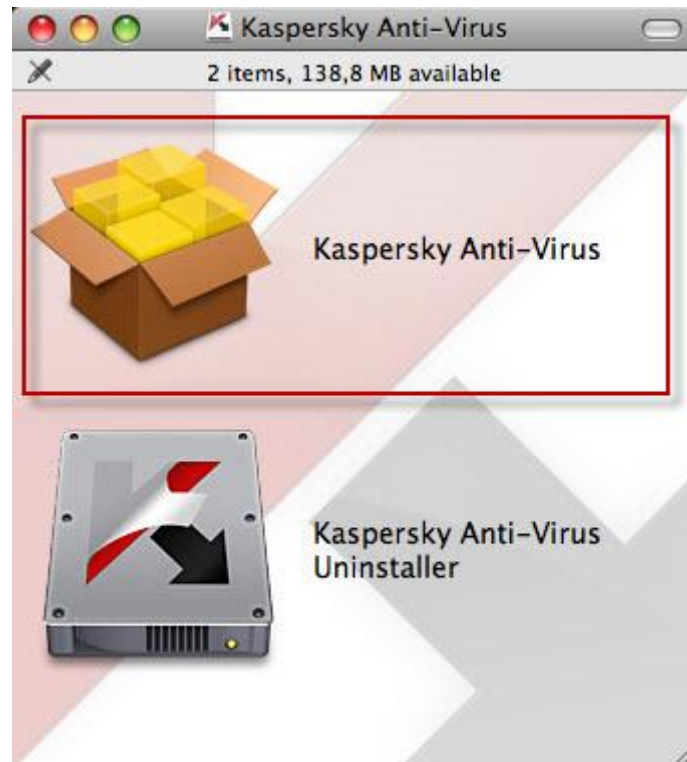 Kaspersky Anti-Virus
2 items, 138,8 MB available
Kaspersky Anti-Virus
Kaspersky Anti-Virus
Uninstaller